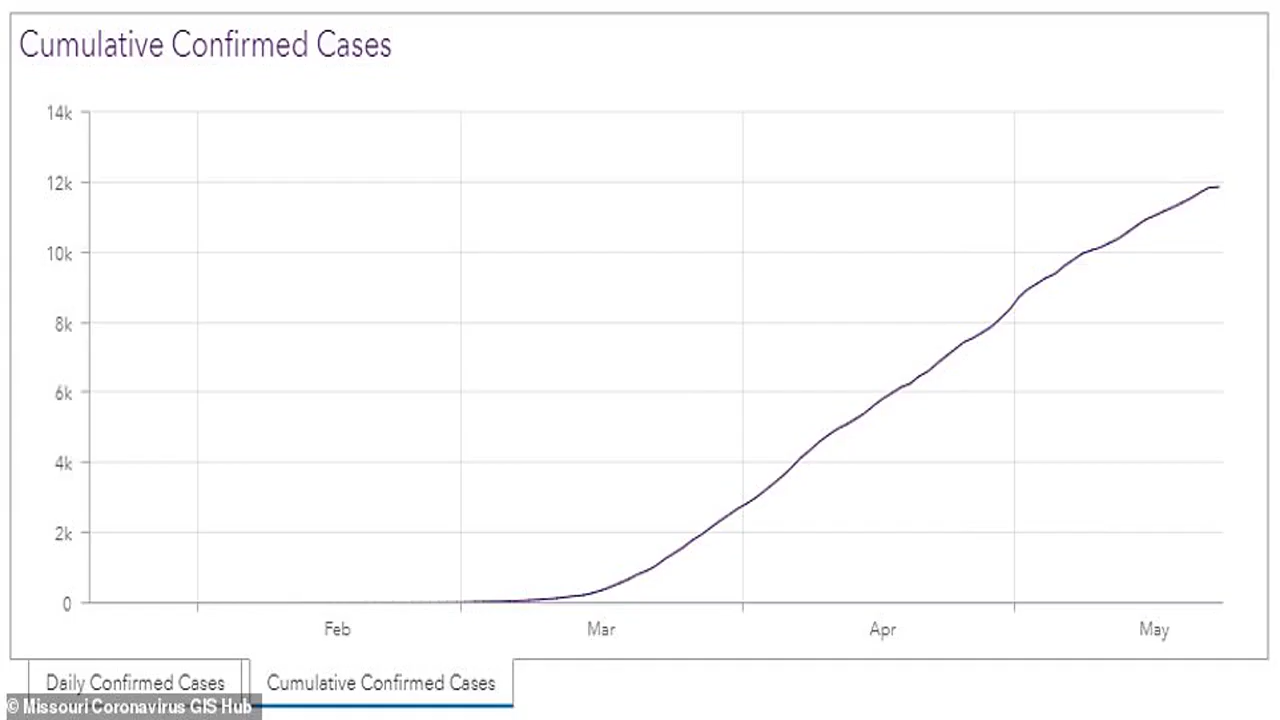 Cumulative Confirmed Cases
14k
12k
10k
8k
6k
4k
2k
0
Feb Mar Apr May
Daily Confirmed Cases Cumulative Confirmed Cases
© Missouri Coronavirus GIS Hub